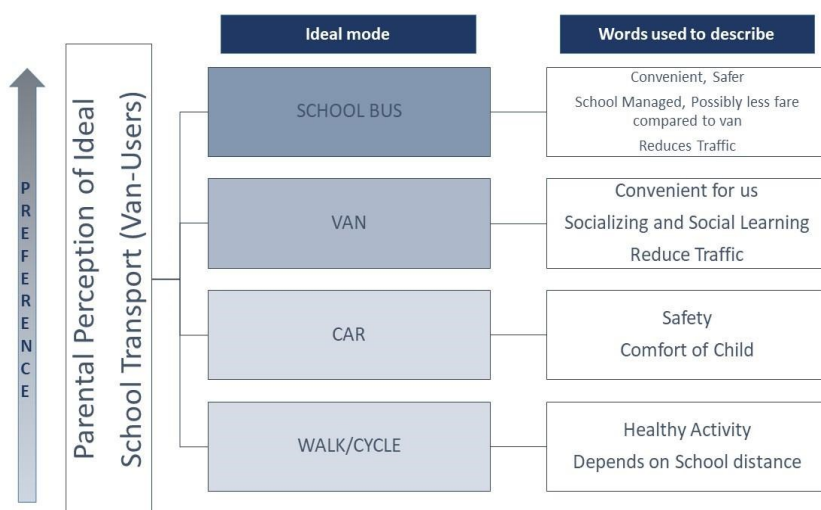 Ideal mode
Words used to describe
PREFERENCE
Parental Perception of Ideal
School Transport (Van-Users)
SCHOOL BUS
Convenient, Safer
School Managed, Possibly less fare
compared to van
Reduces Traffic
VAN
Convenient for us
Socializing and Social Learning
Reduce Traffic
CAR
Safety
Comfort of Child
WALK/CYCLE
Healthy Activity
Depends on School distance